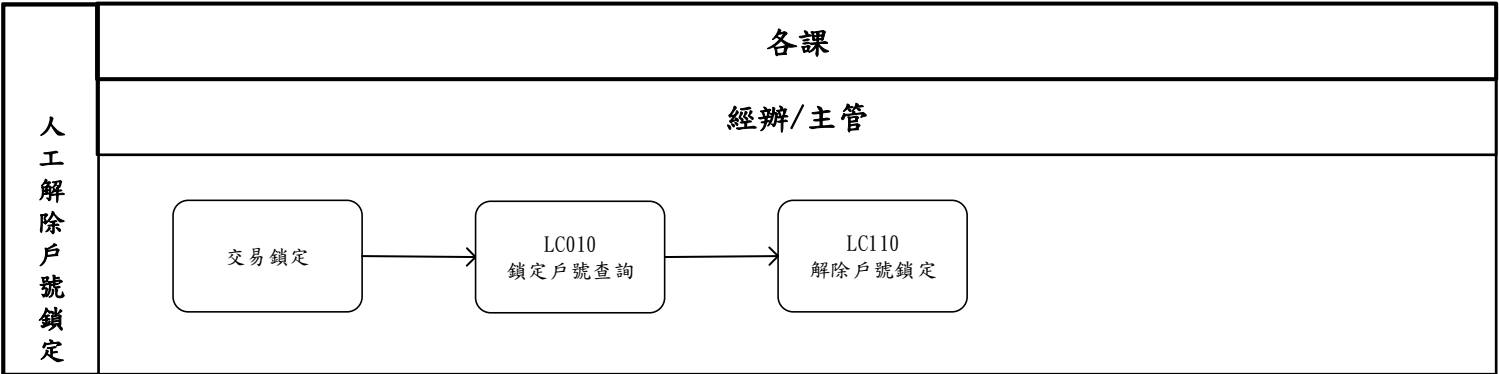 各課
經辦/主管
人工解除戶號鎖定
交易鎖定
LC010
鎖定戶號查詢
LC110
解除戶號鎖定